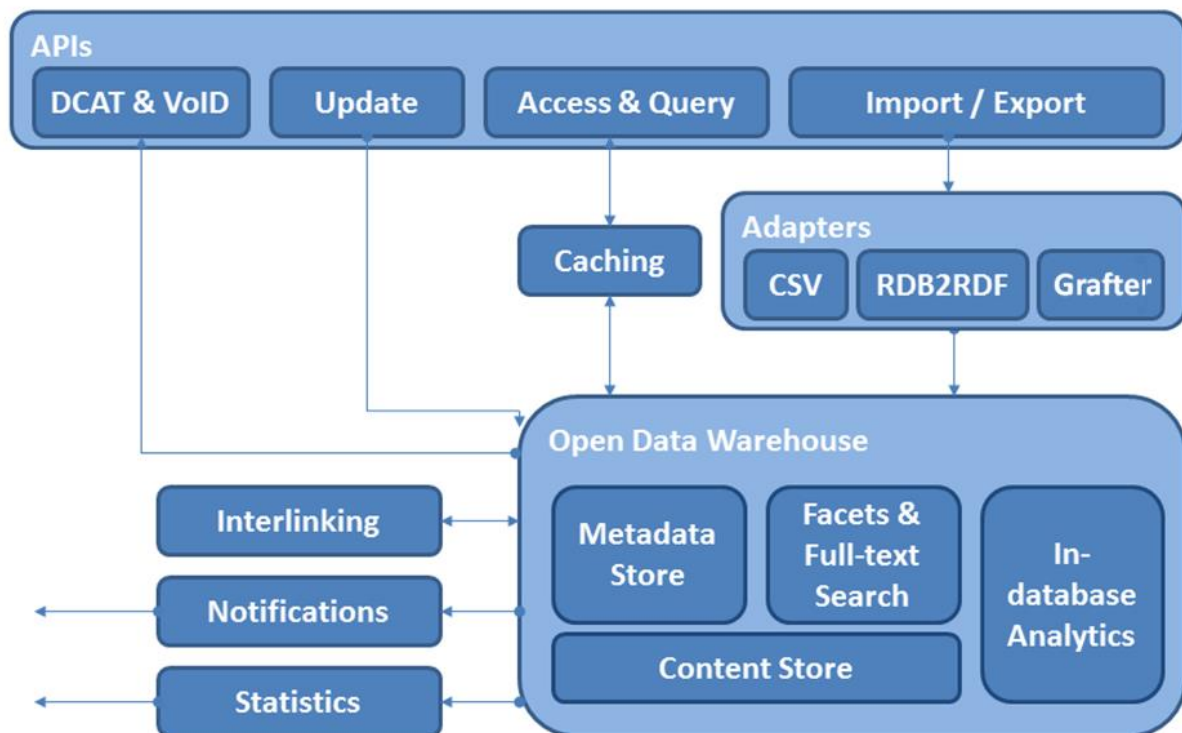 APIs
DCAT & VoID
Update
Access & Query
Import / Export
Adapters
Caching
CSV
RDB2RDF
Grafter
Open Data Warehouse
Interlinking
Metadata
Store
Facets &
Full-text
Search
In-
database
Analytics
Notifications
Content Store
Statistics